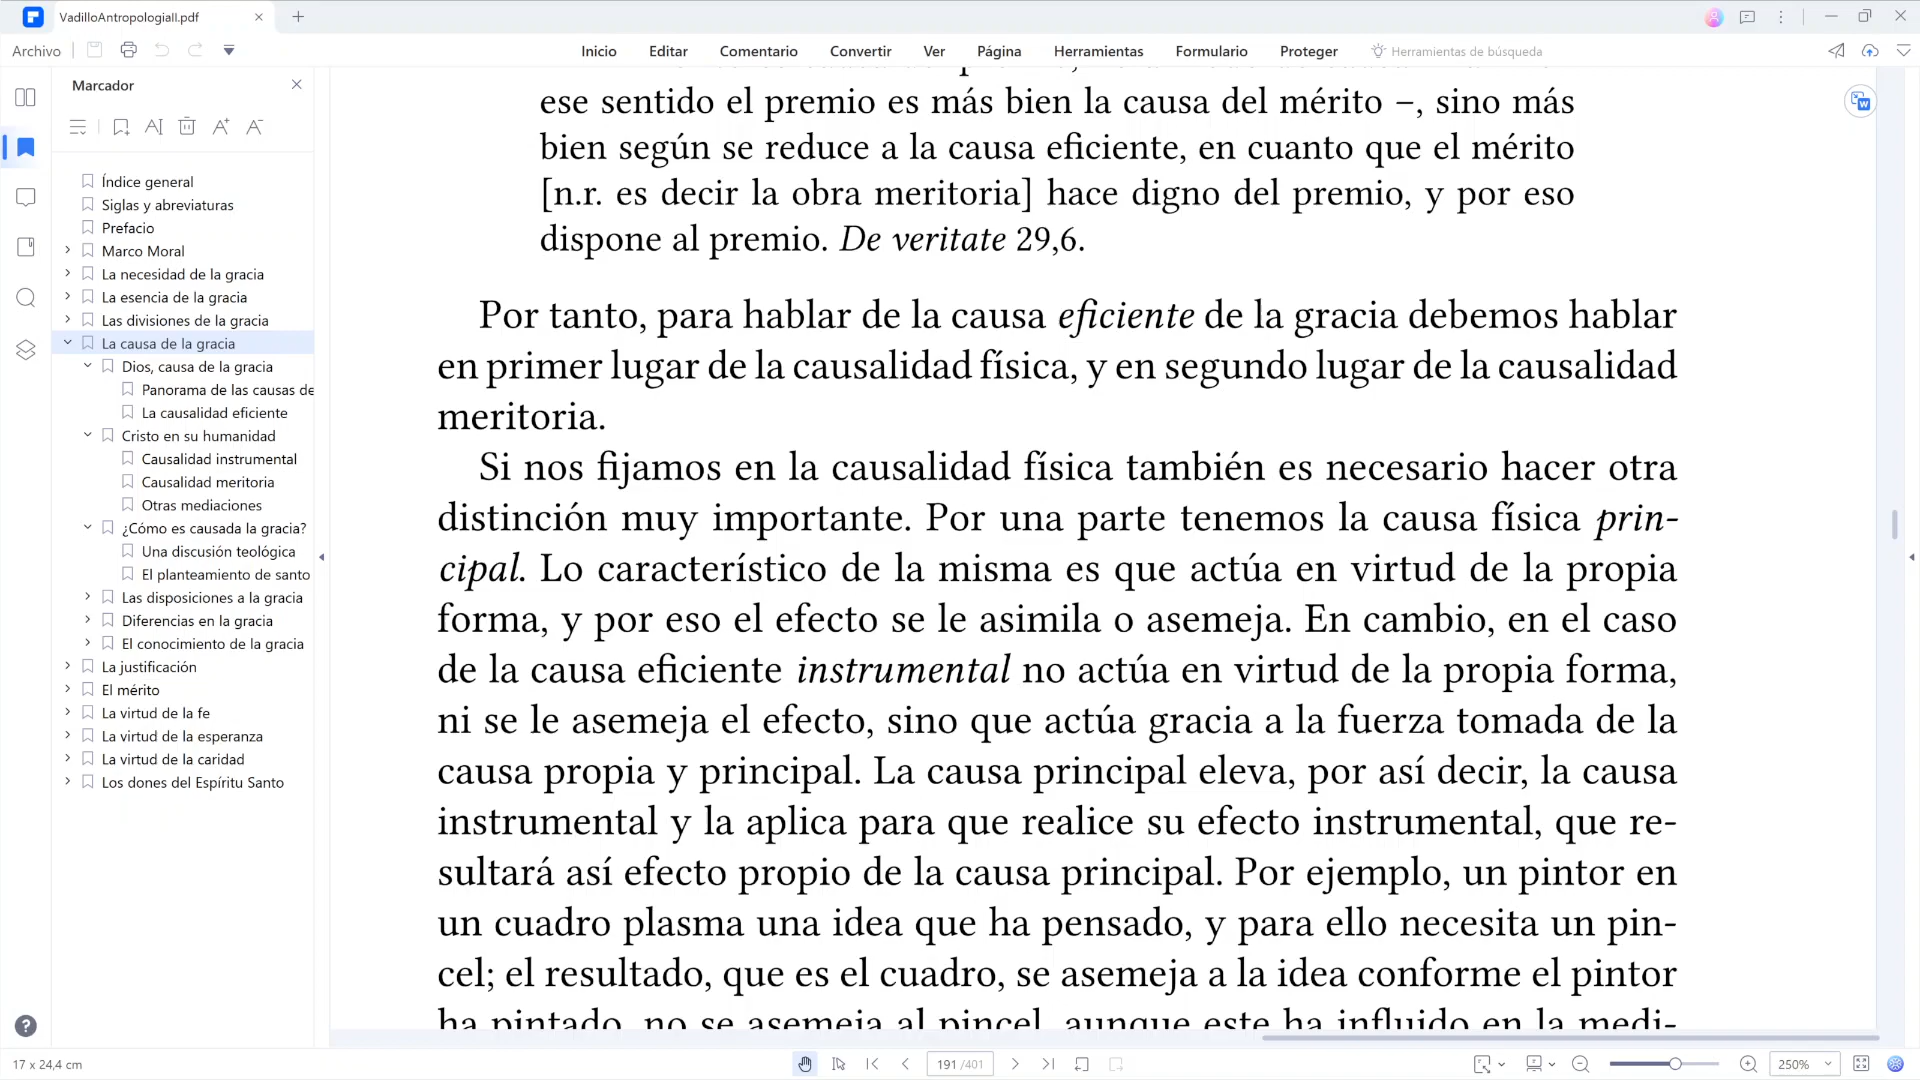 VadilloAntropologiaII.pdf
Archivo
Inicio
Editar
Comentario
Convertir
Ver
Página
Herramientas
Formulario
Proteger
Herramientas de búsqueda
Marcador
Índice general
Siglas y abreviaturas
Prefacio
Marco Moral
La necesidad de la gracia
La esencia de la gracia
Las divisiones de la gracia
La causa de la gracia
Dios, causa de la gracia
Panorama de las causas de
La causalidad eficiente
Cristo en su humanidad
Causalidad instrumental
Causalidad meritoria
Otras mediaciones
¿Cómo es causada la gracia?
Una discusión teológica
El planteamiento de santo
Las disposiciones a la gracia
Diferencias en la gracia
El conocimiento de la gracia
La justificación
El mérito
La virtud de la fe
La virtud de la esperanza
La virtud de la caridad
Los dones del Espíritu Santo
ese sentido el premio es más bien la causa del mérito –, sino más
bien según se reduce a la causa eficiente, en cuanto que el mérito
[n.r. es decir la obra meritoria] hace digno del premio, y por eso
dispone al premio. De veritate 29,6.
Por tanto, para hablar de la causa eficiente de la gracia debemos hablar
en primer lugar de la causalidad física, y en segundo lugar de la causalidad
meritoria.
Si nos fijamos en la causalidad física también es necesario hacer otra
distinción muy importante. Por una parte tenemos la causa física prin-
cipal. Lo característico de la misma es que actúa en virtud de la propia
forma, y por eso el efecto se le asimila o asemeja. En cambio, en el caso
de la causa eficiente instrumental no actúa en virtud de la propia forma,
ni se le asemeja el efecto, sino que actúa gracia a la fuerza tomada de la
causa propia y principal. La causa principal eleva, por así decir, la causa
instrumental y la aplica para que realice su efecto instrumental, que re-
sultará así efecto propio de la causa principal. Por ejemplo, un pintor en
un cuadro plasma una idea que ha pensado, y para ello necesita un pin-
cel; el resultado, que es el cuadro, se asemeja a la idea conforme el pintor
ha pintado, no se asemeja al pincel, aunque este ha influido en la medi-
17 x 24,4 cm
191 /401
250%